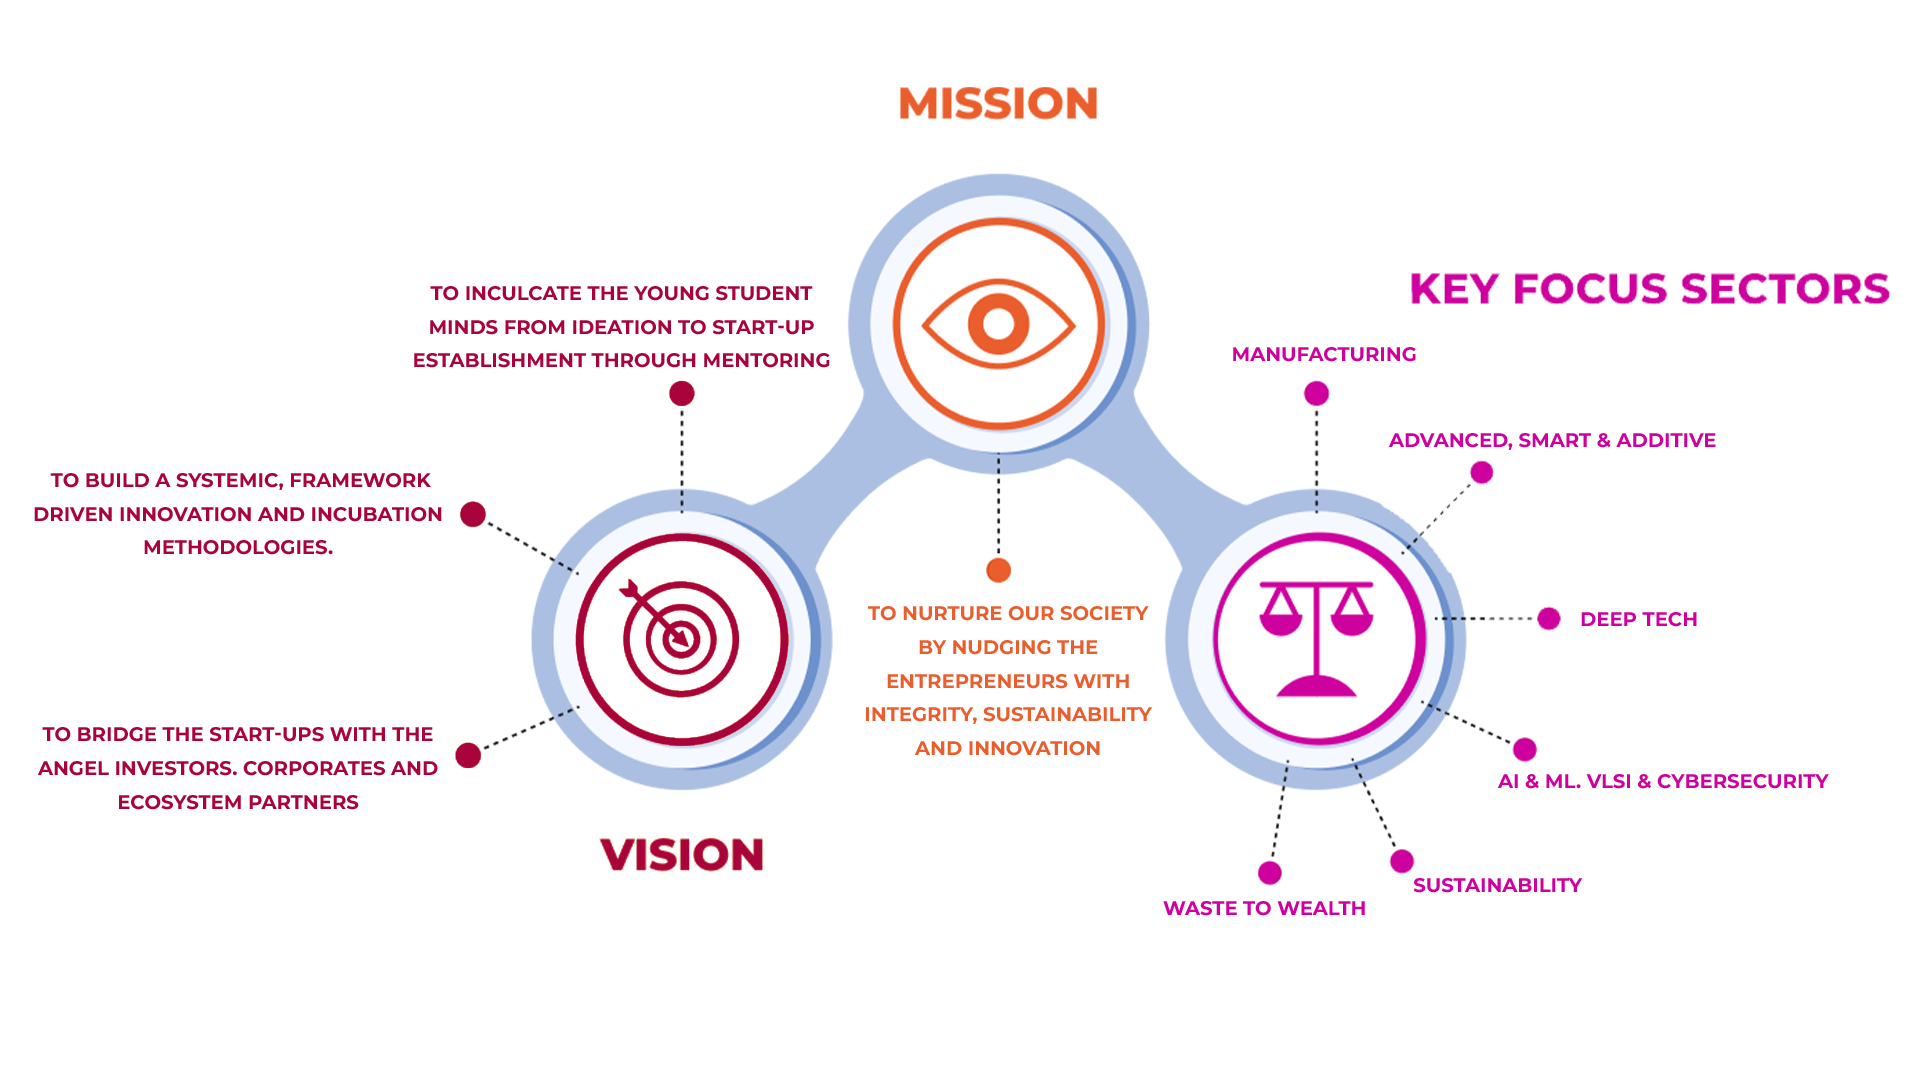 MISSION
TO NURTURE OUR SOCIETY
BY NUDGING THE
ENTREPRENEURS WITH
INTEGRITY, SUSTAINABILITY
AND INNOVATION
TO INCULCATE THE YOUNG STUDENT
MINDS FROM IDEATION TO START-UP
ESTABLISHMENT THROUGH MENTORING
TO BUILD A SYSTEMIC, FRAMEWORK
DRIVEN INNOVATION AND INCUBATION
METHODOLOGIES.
TO BRIDGE THE START-UPS WITH THE
ANGEL INVESTORS. CORPORATES AND
ECOSYSTEM PARTNERS
VISION
KEY FOCUS SECTORS
MANUFACTURING
ADVANCED, SMART & ADDITIVE
DEEP TECH
AI & ML. VLSI & CYBERSECURITY
SUSTAINABILITY
WASTE TO WEALTH